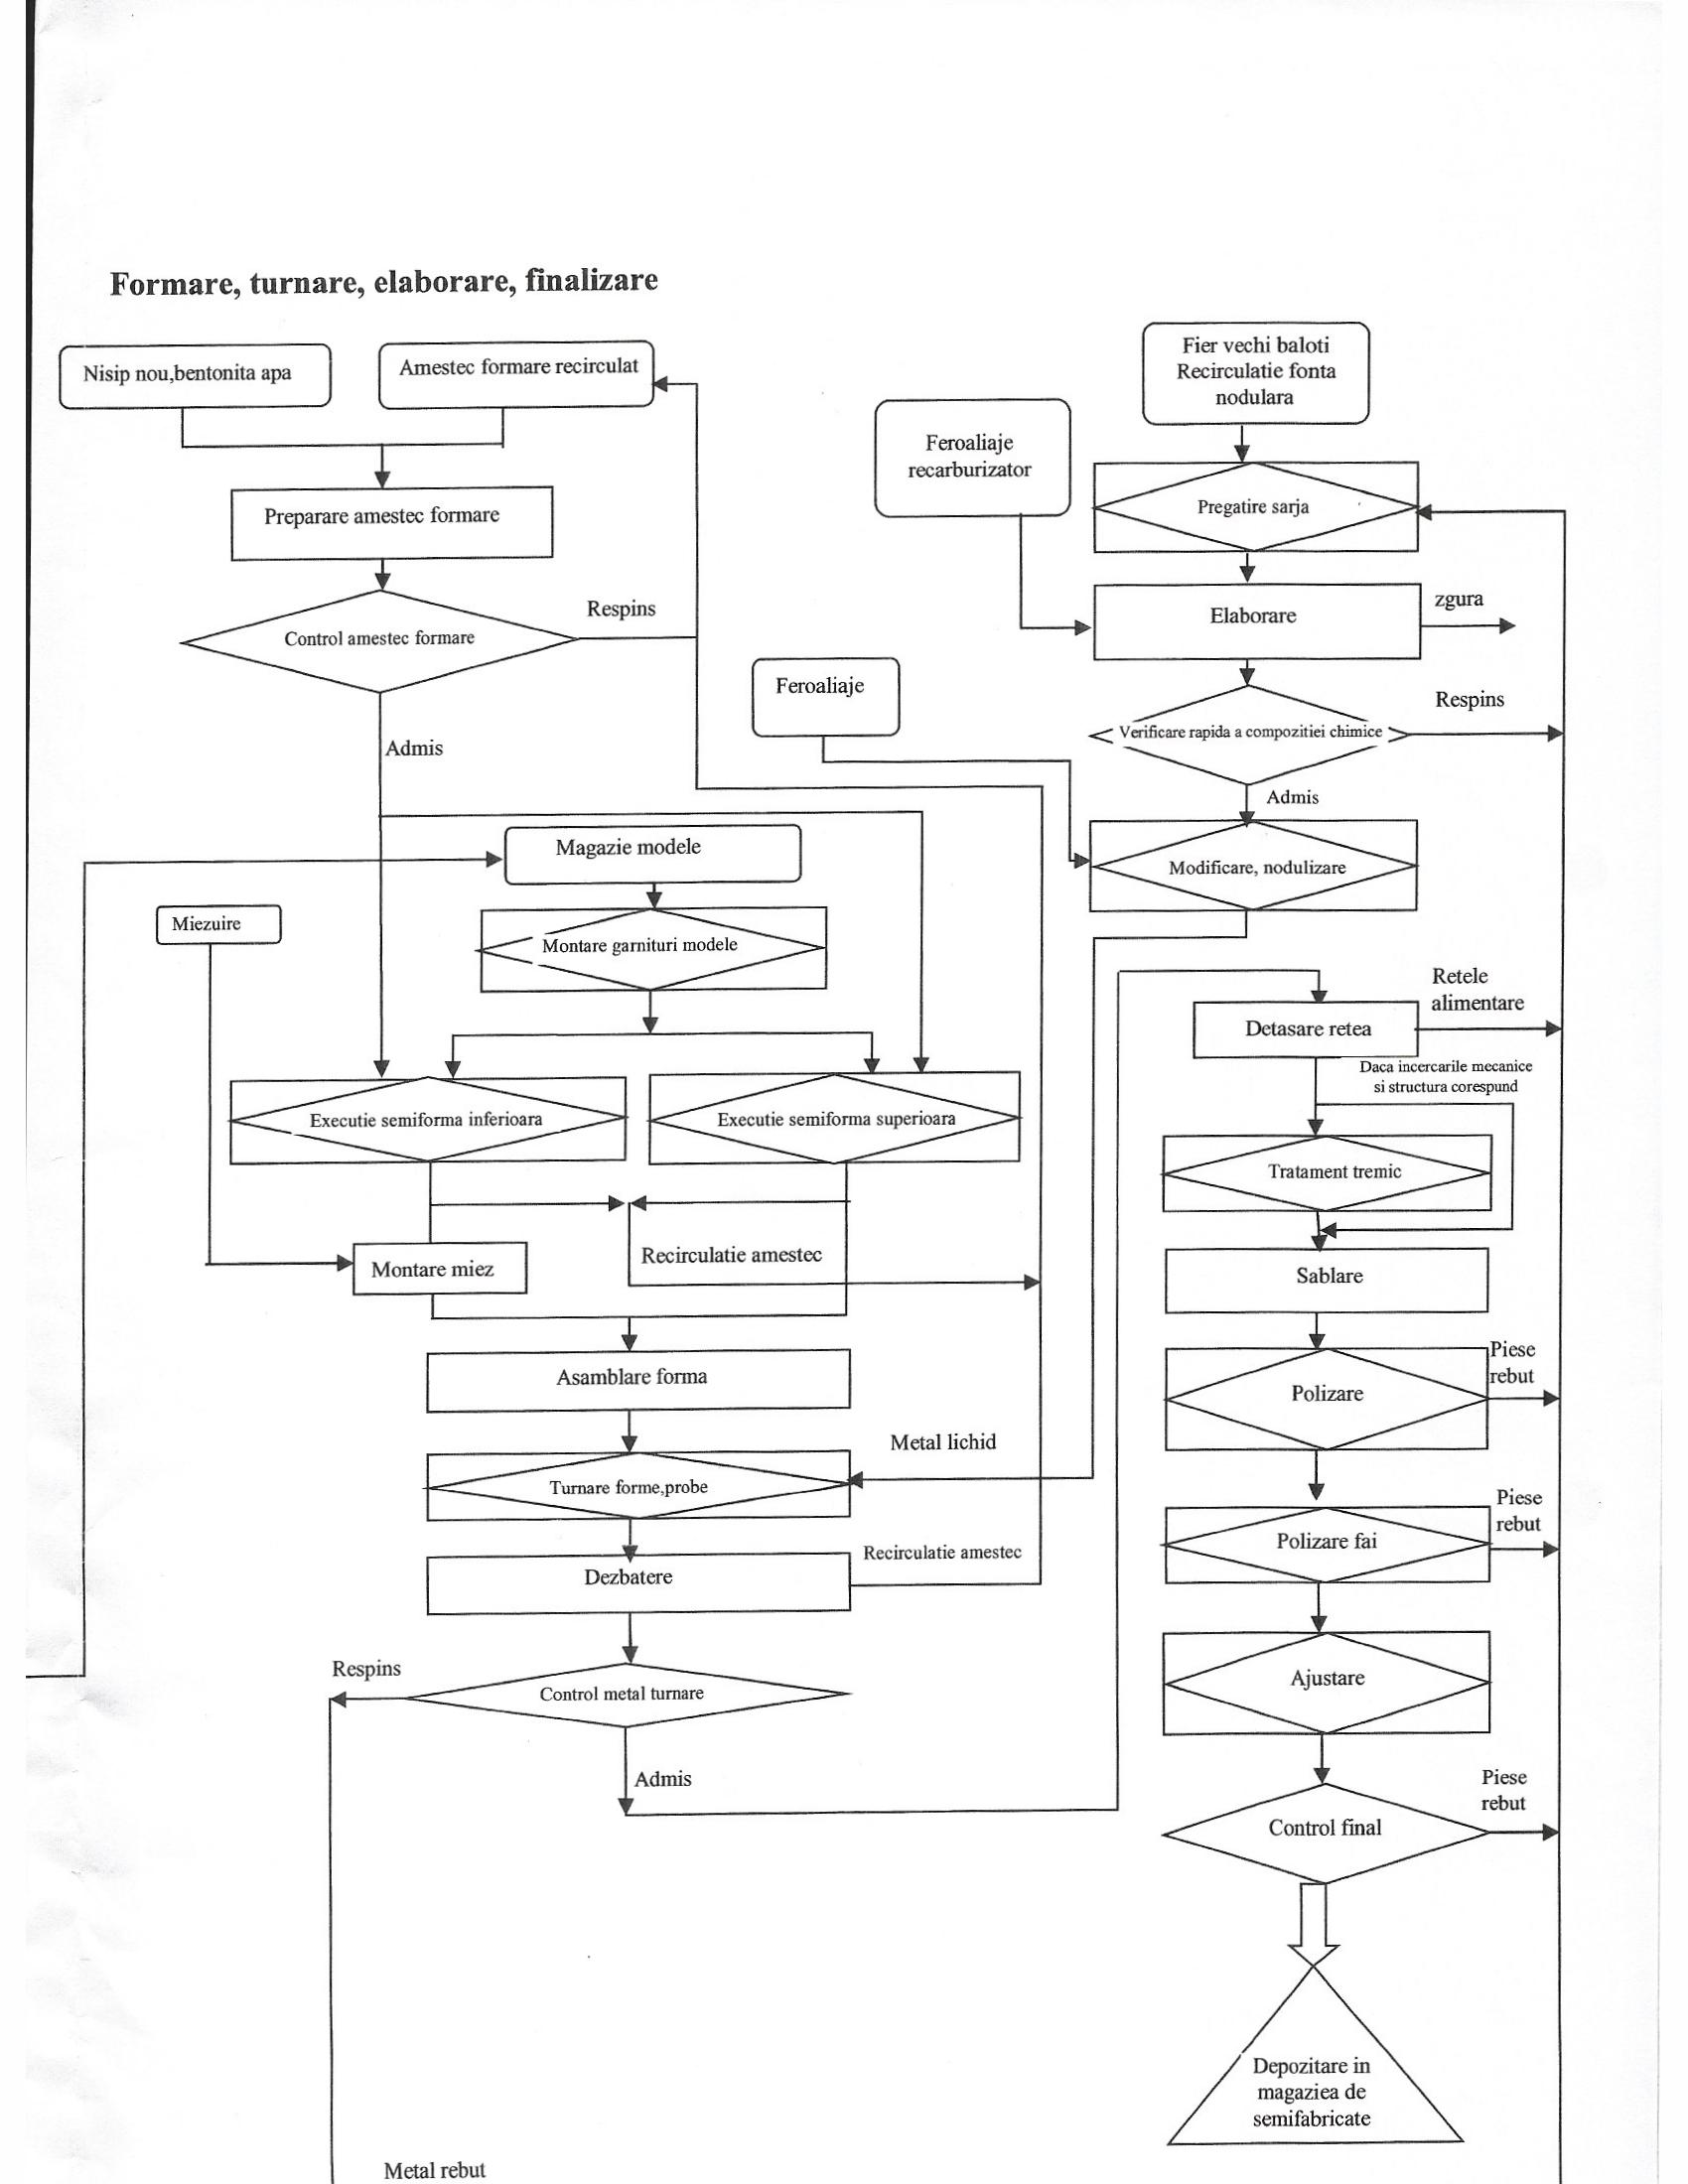 Formare, turnare, elaborare, finalizare
Nisip nou,bentonita apa
Amestec formare recirculat
Fier vechi baloti
Recirculatie fonta
nodulara
Feroaliaje
recarburizator
Pregatire sarja
Preparare amestec formare
Elaborare
zgura
Respins
Control amestec formare
Feroaliaje
Respins
Verificare rapida a compozitiei chimice
Admis
Admis
Magazie modele
Modificare, nodulizare
Miezuire
Montare garnituri modele
Retele
alimentare
Detasare retea
Daca incercarile mecanice
si structura corespund
Executie semiforma inferioara
Executie semiforma superioara
Tratament tremic
Recirculatie amestec
Montare miez
Sablare
Piese
rebut
Asamblare forma
Polizare
Metal lichid
Turnare forme,probe
Piese
rebut
Polizare fai
Recirculatie amestec
Dezbatere
Respins
Control metal turnare
Ajustare
Admis
Piese
rebut
Control final
Depozitare in
magaziea de
semifabricate
Metal rebut